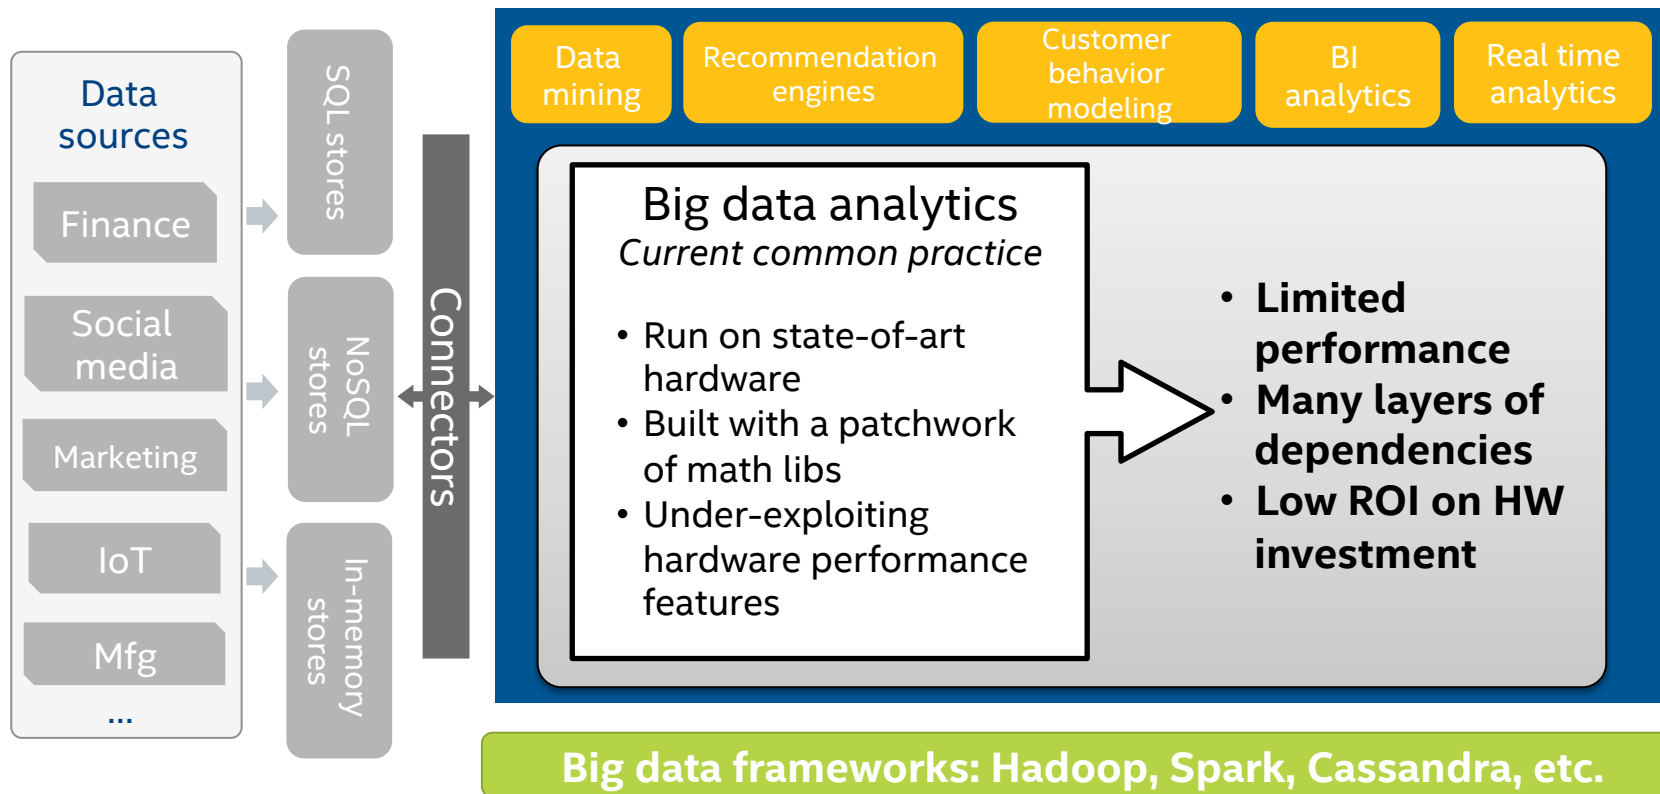 Data
sources
Finance
Social
media
Marketing
IoT
Mfg
...
SQL stores
NoSQL
stores
In-memory
stores
Connectors
Data
mining
Recommendation
engines
Customer
behavior
modeling
BI
analytics
Real time
analytics
Big data analytics
Current common practice
• Run on state-of-art
hardware
• Built with a patchwork
of math libs
• Under-exploiting
hardware performance
features
• Limited
performance
• Many layers of
dependencies
• Low ROI on HW
investment
Big data frameworks: Hadoop, Spark, Cassandra, etc.